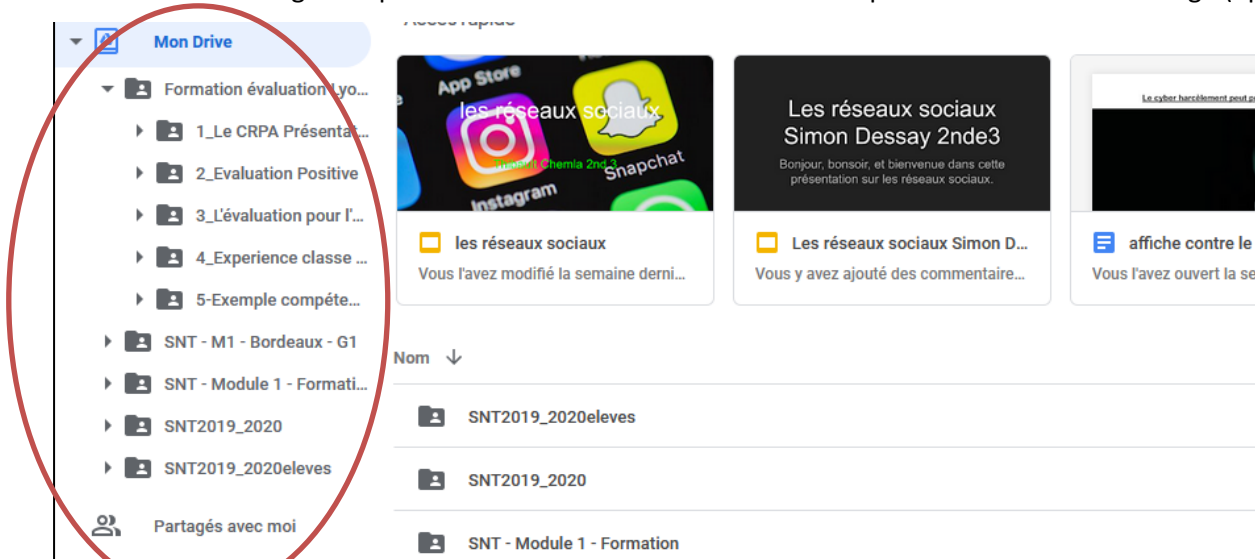 Accès rapide
Mon Drive
Formation évaluation Lyo...
1_Le CRPA Présentat...
2_Evaluation Positive
3_L'évaluation pour l'...
4_Experience classe ...
5-Exemple compéte...
SNT - M1 - Bordeaux - G1
SNT - Module 1 - Formati...
SNT2019_2020
SNT2019_2020eleves
Partagés avec moi
App Store
les réseaux sociaux
Chemla 2nd 3
Snapchat
Instagram
les réseaux sociaux
Vous l'avez modifié la semaine derni...
Les réseaux sociaux
Simon Dessay 2nde3
Bonjour, bonsoir, et bienvenue dans cette
présentation sur les réseaux sociaux.
Les réseaux sociaux Simon D...
Vous y avez ajouté des commentaire...
Le cyber harcèlement peut
affiche contre le
Vous l'avez ouvert la se
Nom
SNT2019_2020eleves
SNT2019_2020
SNT - Module 1 - Formation